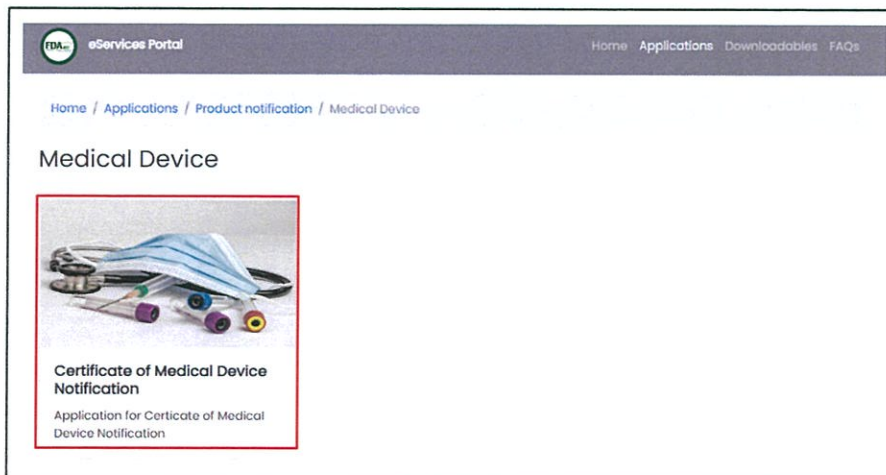 FDA
eServices Portal
Home Applications Downloadables FAQs
Home / Applications / Product notification / Medical Device
Medical Device
Certificate of Medical Device
Notification
Application for Certicate of Medical
Device Notification